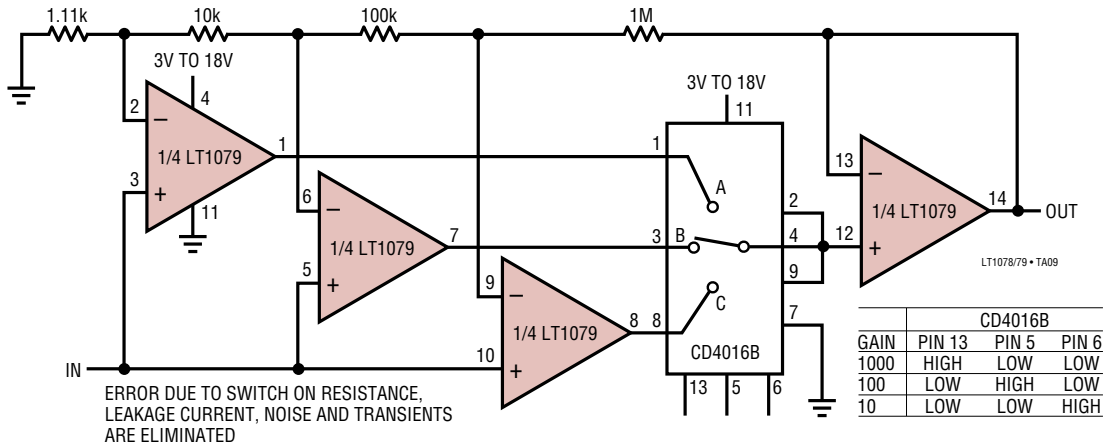 1.11k 10k 100k 1M
3V TO 18V
4
2
−
1/4 LT1079
1
3
+
11
6
−
1/4 LT1079
7
5
+
9
−
1/4 LT1079
8
10
+
IN
3V TO 18V
11
1
A
2
3 B
4
9
8
C
7
CD4016B
13 5 6
13
−
1/4 LT1079
14 OUT
12
+
LT1078/79 • TA09
ERROR DUE TO SWITCH ON RESISTANCE,
LEAKAGE CURRENT, NOISE AND TRANSIENTS
ARE ELIMINATED
CD4016B
GAIN PIN 13 PIN 5 PIN 6
1000 HIGH LOW LOW
100 LOW HIGH LOW
10 LOW LOW HIGH